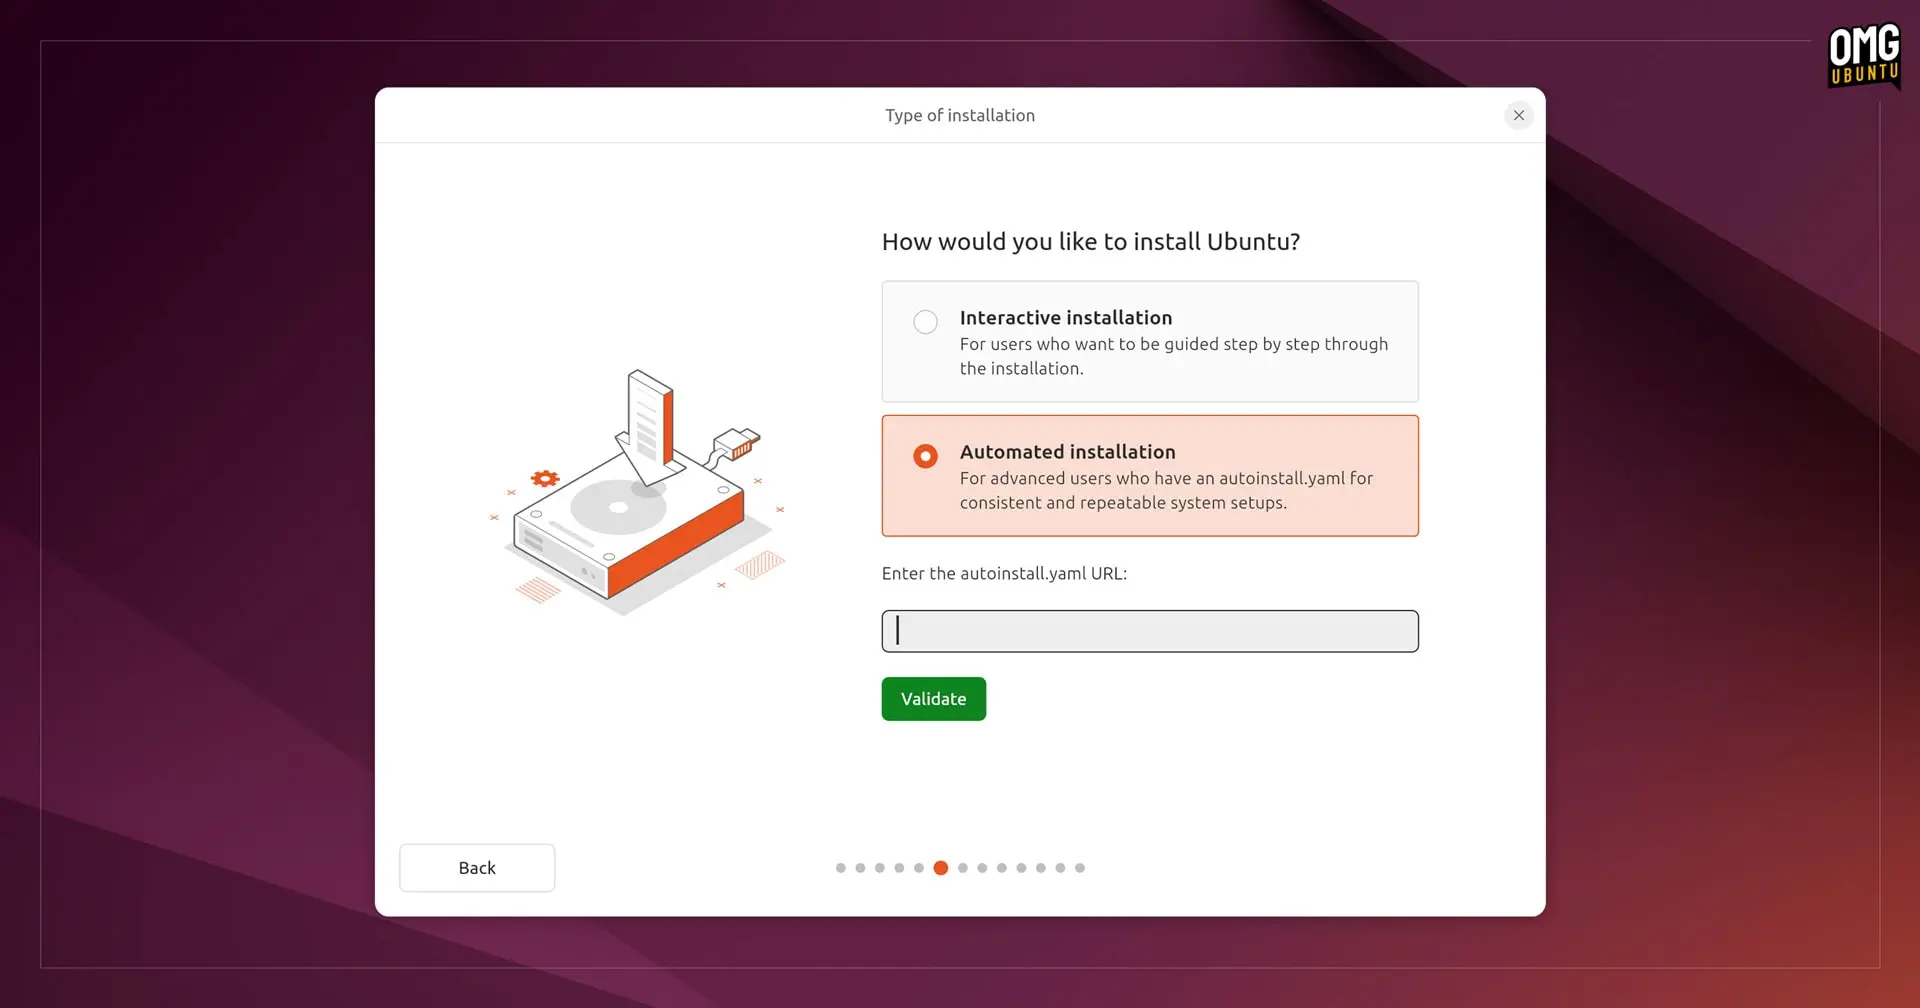 OMG
UBUNTU
Type of installation
How would you like to install Ubuntu?
Interactive installation
For users who want to be guided step by step through
the installation.
Automated installation
For advanced users who have an autoinstall.yaml for
consistent and repeatable system setups.
Enter the autoinstall.yaml URL:
Validate
Back